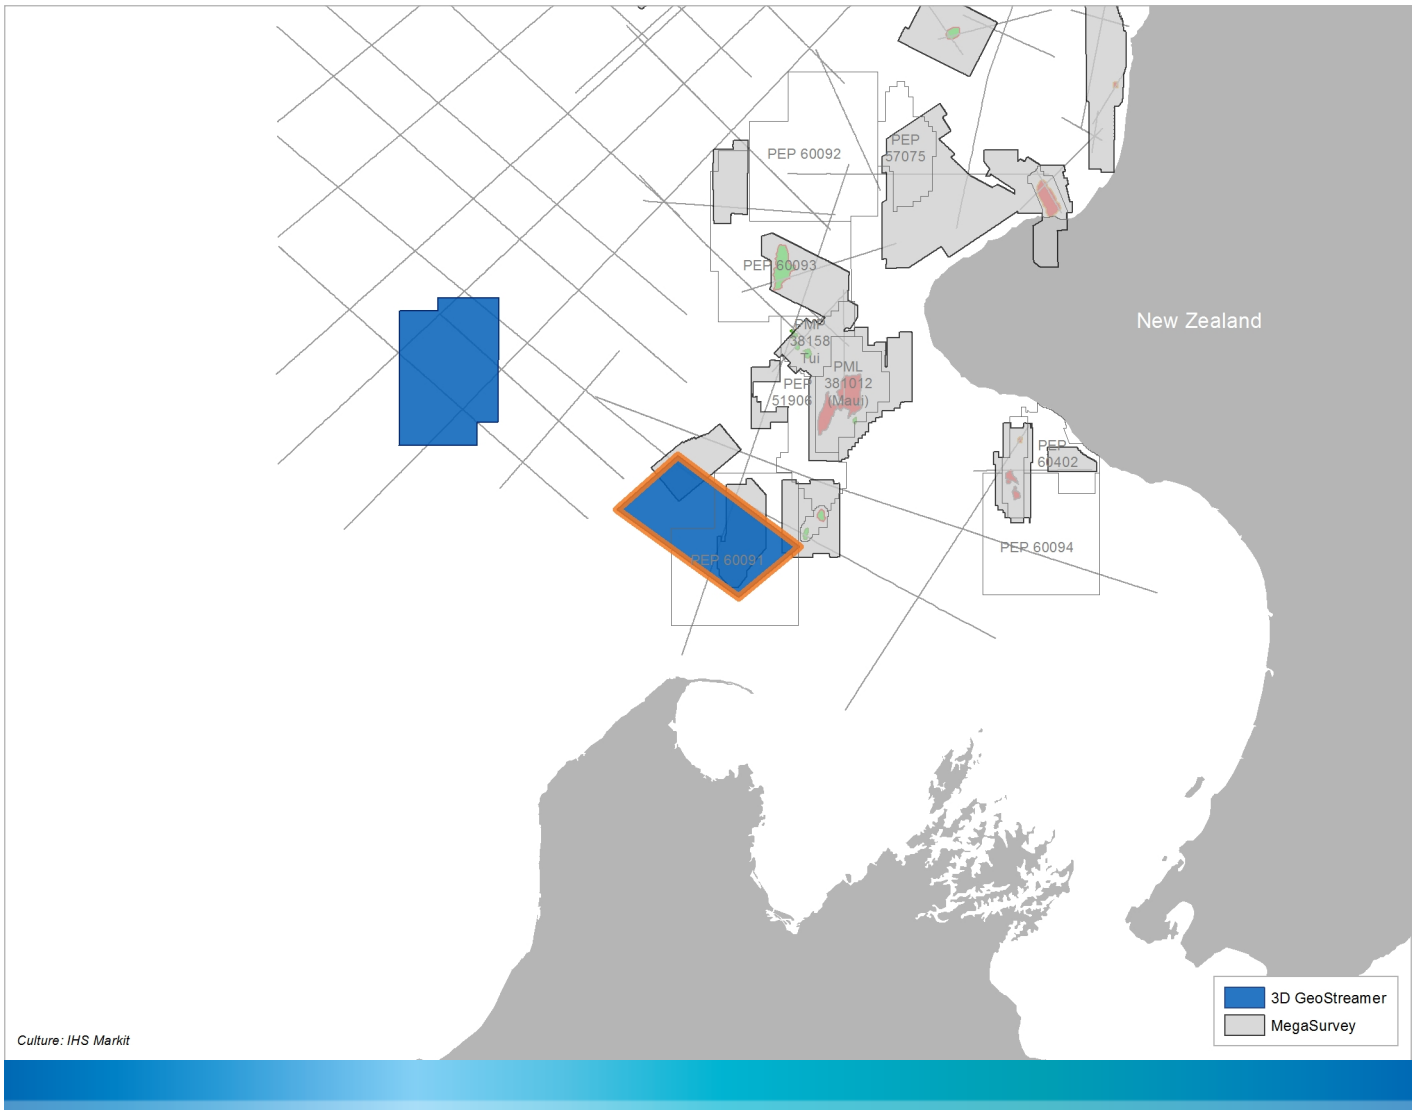 PEP 60092
PEP
57075
PEP 60093
New Zealand
PMP
38158
Tui
PML
381012
(Maui)
PEP
51906
PEP
60402
PEP 60094
PEP 60091
3D GeoStreamer
MegaSurvey
Culture: IHS Markit